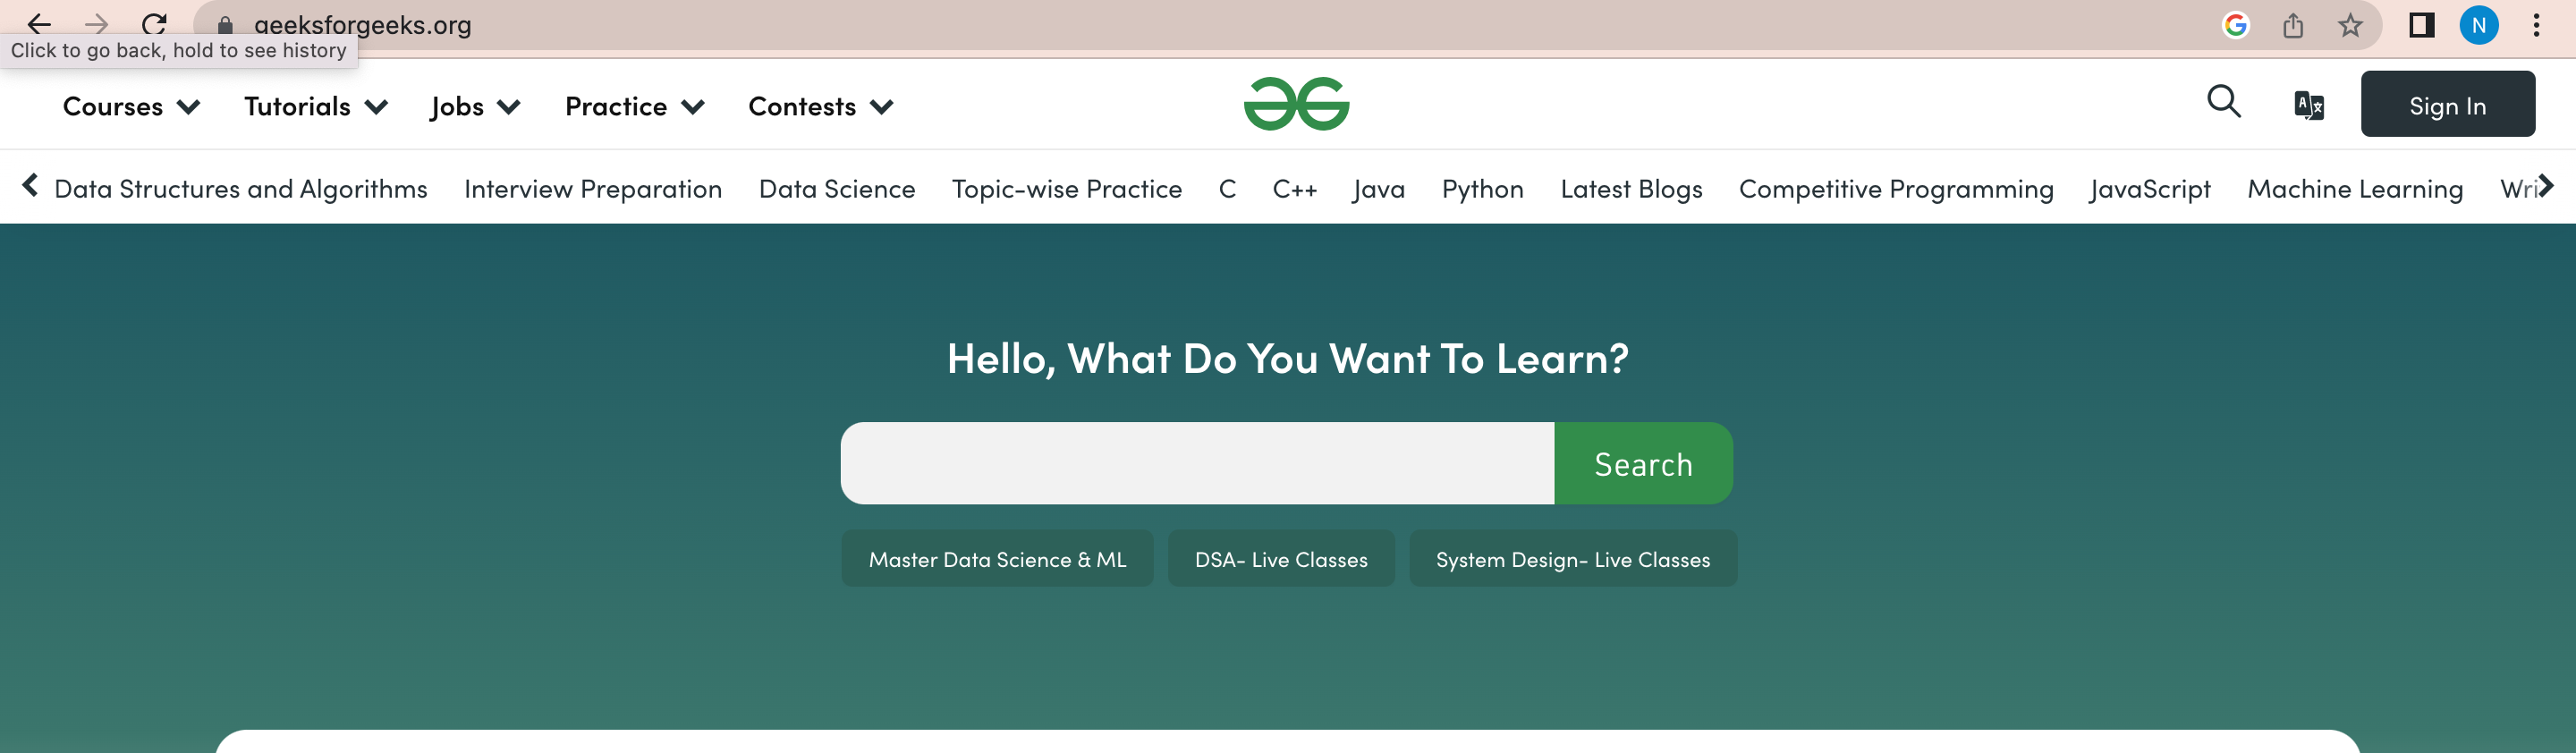 geeksforgeeks.org
N
Click to go back, hold to see history
Courses Tutorials Jobs Practice Contests Sign In
Data Structures and Algorithms Interview Preparation Data Science Topic-wise Practice C C++ Java Python Latest Blogs Competitive Programming JavaScript Machine Learning Wri
Hello, What Do You Want To Learn?
Search
Master Data Science & ML DSA- Live Classes System Design- Live Classes